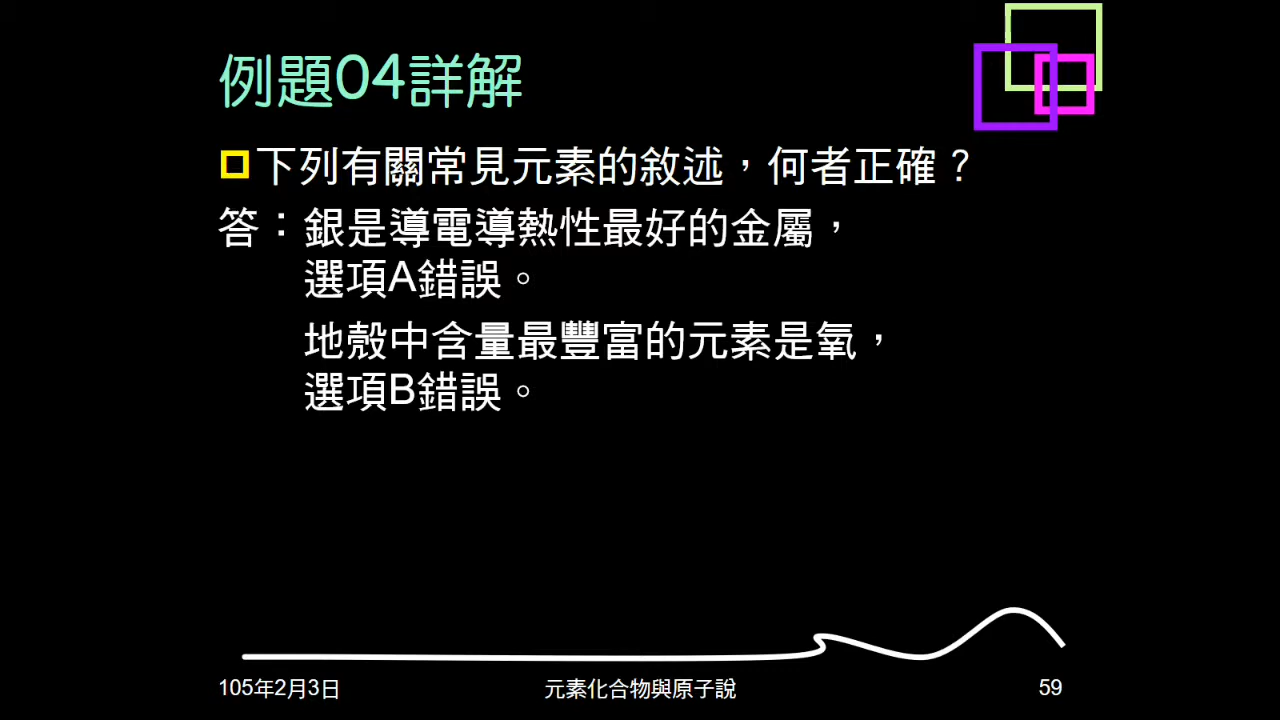 例題04詳解
下列有關常見元素的敘述，何者正確？
答：銀是導電導熱性最好的金屬，
選項A錯誤。
地殼中含量最豐富的元素是氧，
選項B錯誤。
105年2月3日
元素化合物與原子說
59